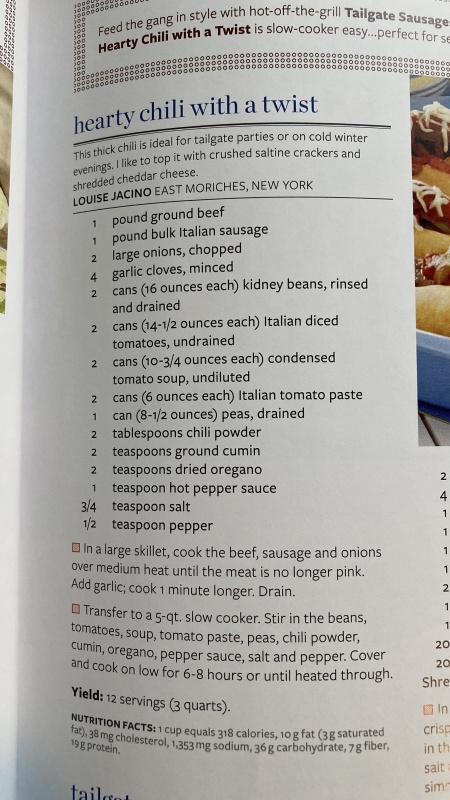 Feed the gang in style with hot-off-the-grill Tailgate Sausage
Hearty Chili with a Twist is slow-cooker easy...perfect for se
hearty chili with a twist
This thick chili is ideal for tailgate parties or on cold winter
evenings. I like to top it with crushed saltine crackers and
shredded cheddar cheese.
LOUISE JACINO EAST MORICHES, NEW YORK
1 pound ground beef
1 pound bulk Italian sausage
2 large onions, chopped
4 garlic cloves, minced
2 cans (16 ounces each) kidney beans, rinsed
and drained
2 cans (14-1/2 ounces each) Italian diced
tomatoes, undrained
2 cans (10-3/4 ounces each) condensed
tomato soup, undiluted
2 cans (6 ounces each) Italian tomato paste
1 can (8-1/2 ounces) peas, drained
2 tablespoons chili powder
2 teaspoons ground cumin
2 teaspoons dried oregano
1 teaspoon hot pepper sauce
3/4 teaspoon salt
1/2 teaspoon pepper
In a large skillet, cook the beef, sausage and onions
over medium heat until the meat is no longer pink.
Add garlic; cook 1 minute longer. Drain.
Transfer to a 5-qt. slow cooker. Stir in the beans,
tomatoes, soup, tomato paste, peas, chili powder,
cumin, oregano, pepper sauce, salt and pepper. Cover
and cook on low for 6-8 hours or until heated through.
Yield: 12 servings (3 quarts).
NUTRITION FACTS: 1 cup equals 318 calories, 10 g fat (3 g saturated
fat), 38 mg cholesterol, 1,353 mg sodium, 36 g carbohydrate, 7 g fiber,
19 g protein.
tailgat
2
4
1
1
1
1
2
1
1
20
20
Shre
In
crisp
in th
salt
simm